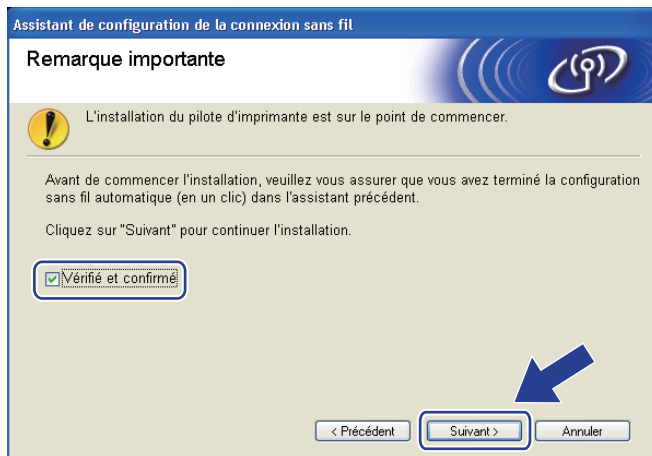 Assistant de configuration de la connexion sans fil
Remarque importante
L'installation du pilote d'imprimante est sur le point de commencer.
Avant de commencer l'installation, veuillez vous assurer que vous avez terminé la configuration
sans fil automatique (en un clic) dans l'assistant précédent.
Cliquez sur "Suivant" pour continuer l'installation.
Vérifié et confirmé
< Précédent Suivant > Annuler